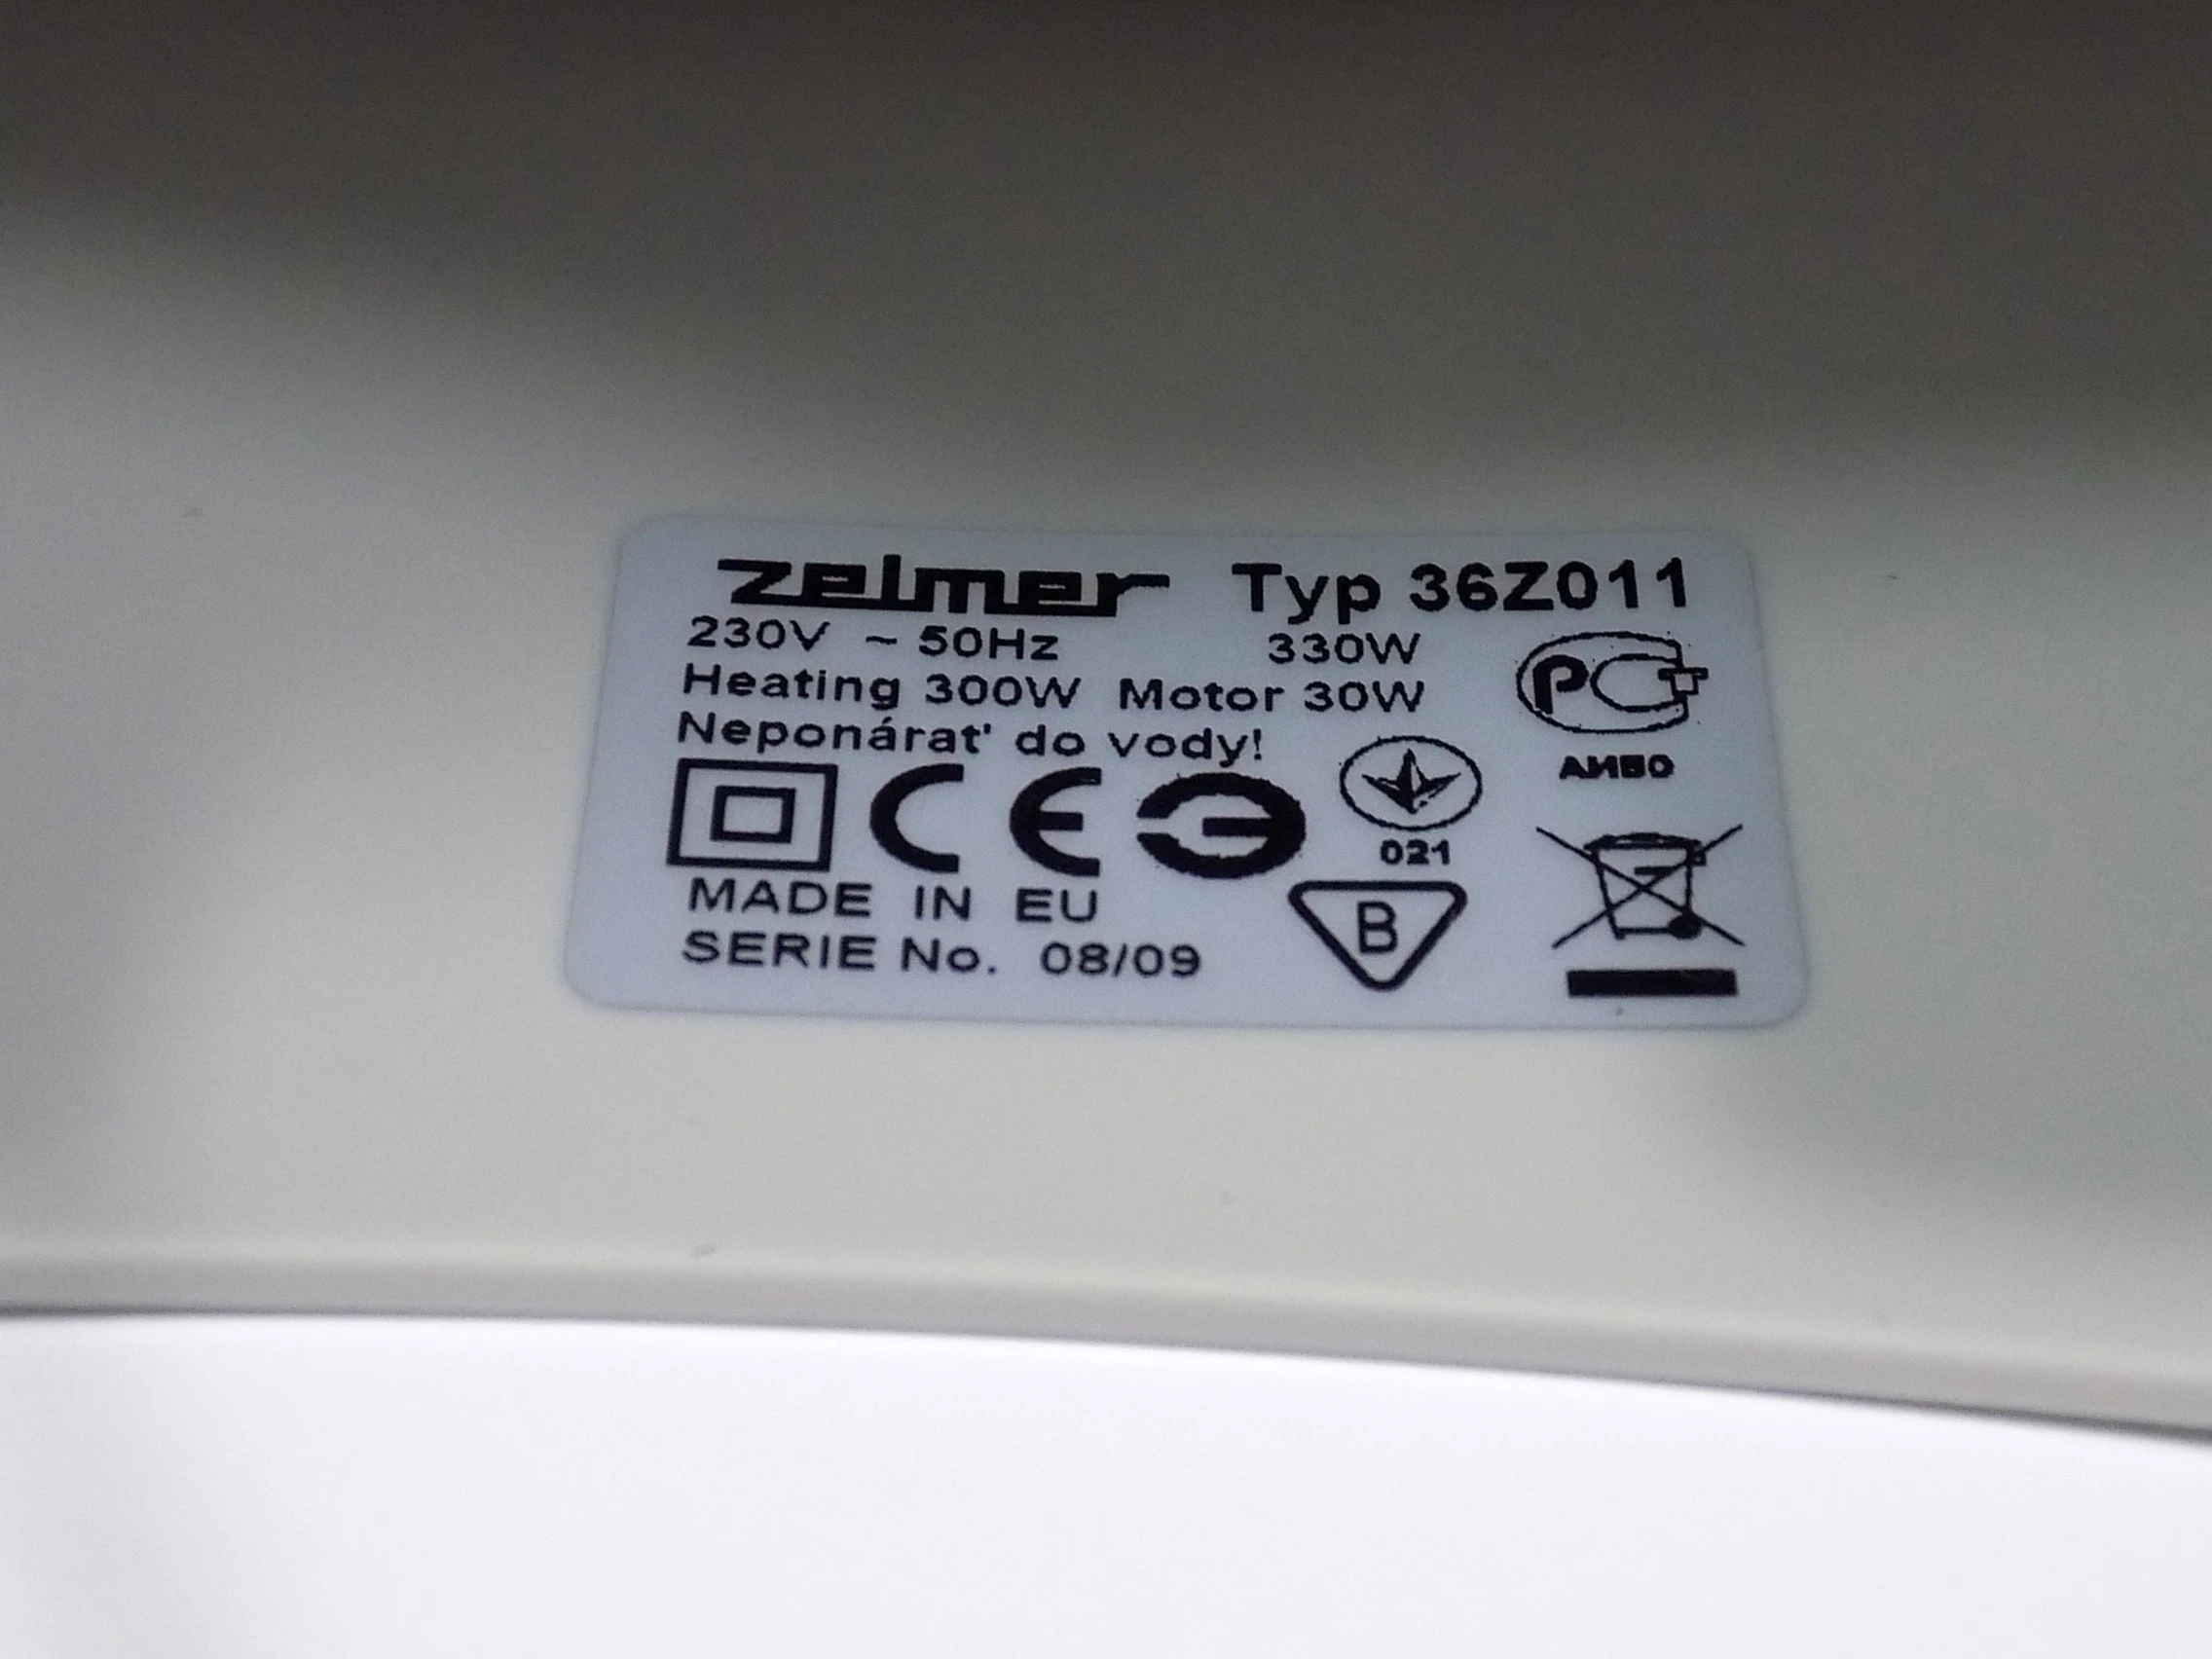 zelmer Typ 36Z011
230V ~ 50Hz 330W
Heating 300W Motor 30W
Neponárat' do vody!
CE
021
B
MADE IN EU
SERIE No. 08/09